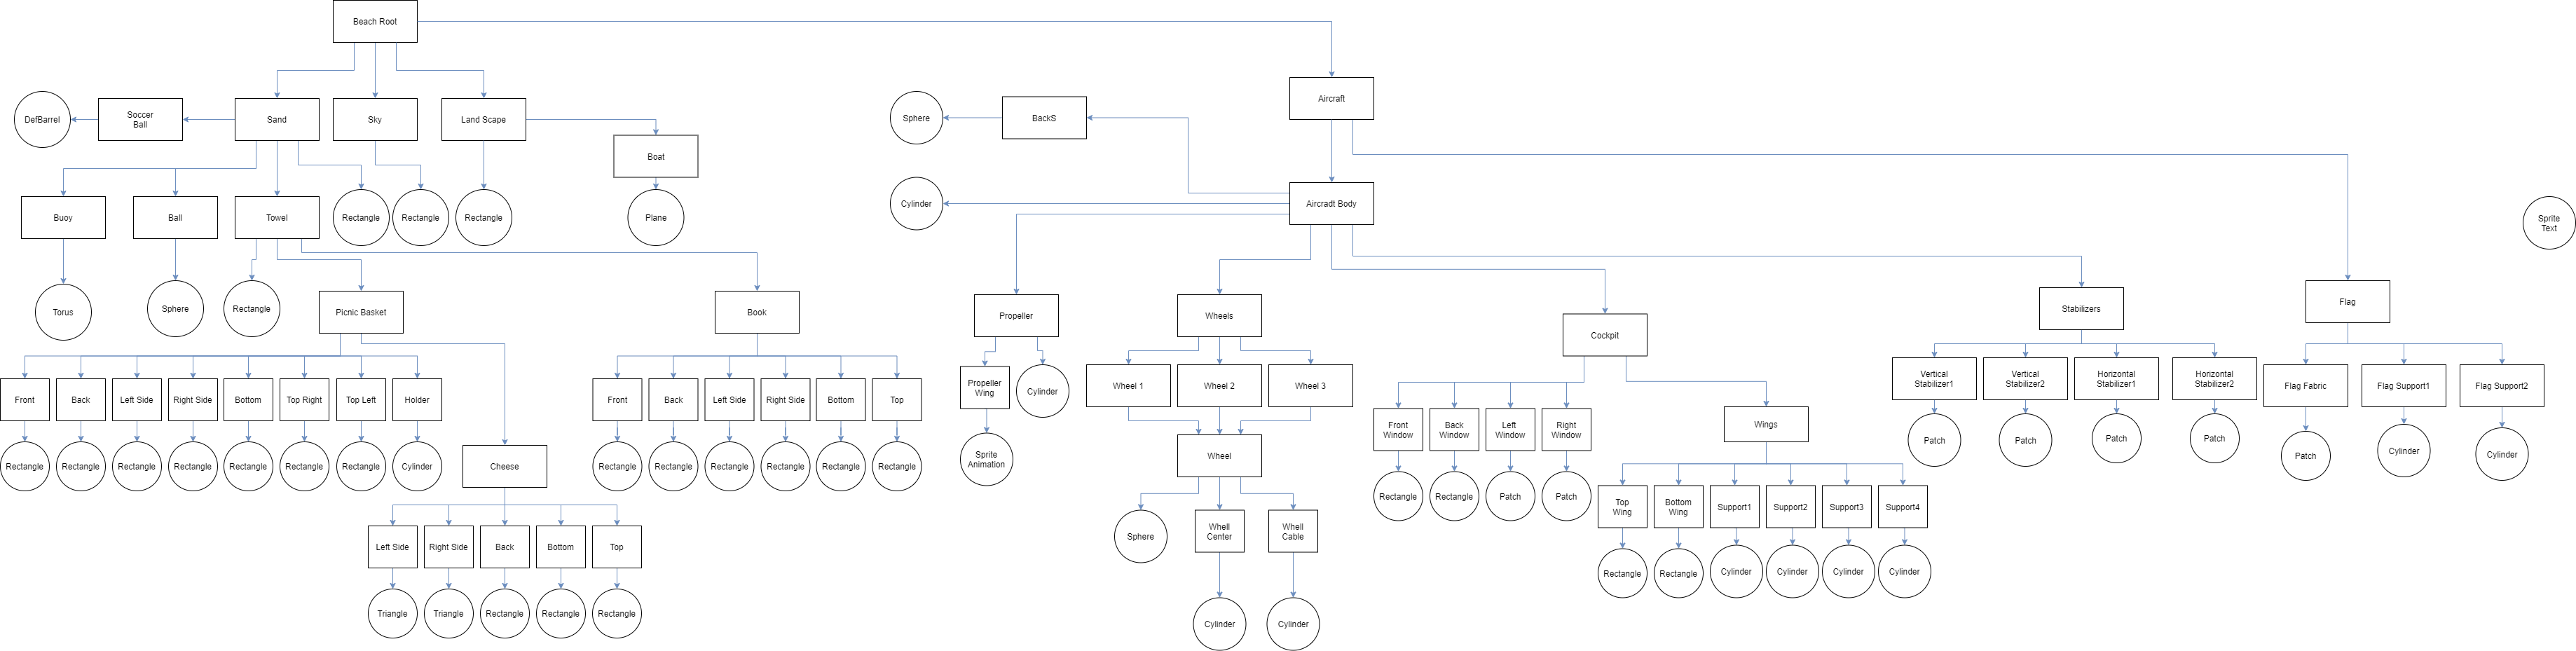 Beach Root
DefBarrel
Soccer
Ball
Sand
Sky
Land Scape
Boat
Sphere
BackS
Aircraft
Buoy
Ball
Towel
Rectangle
Rectangle
Rectangle
Plane
Cylinder
Aircradt Body
Sprite
Text
Torus
Sphere
Rectangle
Picnic Basket
Book
Propeller
Wheels
Cockpit
Stabilizers
Flag
Front
Back
Left Side
Right Side
Bottom
Top Right
Top Left
Holder
Front
Back
Left Side
Right Side
Bottom
Top
Propeller
Wing
Cylinder
Wheel 1
Wheel 2
Wheel 3
Vertical
Stabilizer1
Vertical
Stabilizer2
Horizontal
Stabilizer1
Horizontal
Stabilizer2
Flag Fabric
Flag Support1
Flag Support2
Front
Window
Back
Window
Left
Window
Right
Window
Wings
Rectangle
Rectangle
Rectangle
Rectangle
Rectangle
Rectangle
Rectangle
Cylinder
Cheese
Rectangle
Rectangle
Rectangle
Rectangle
Rectangle
Rectangle
Sprite
Animation
Wheel
Patch
Patch
Patch
Patch
Patch
Cylinder
Cylinder
Rectangle
Rectangle
Patch
Patch
Top
Wing
Bottom
Wing
Support1
Support2
Support3
Support4
Left Side
Right Side
Back
Bottom
Top
Sphere
Whell
Center
Whell
Cable
Rectangle
Rectangle
Cylinder
Cylinder
Cylinder
Cylinder
Triangle
Triangle
Rectangle
Rectangle
Rectangle
Cylinder
Cylinder